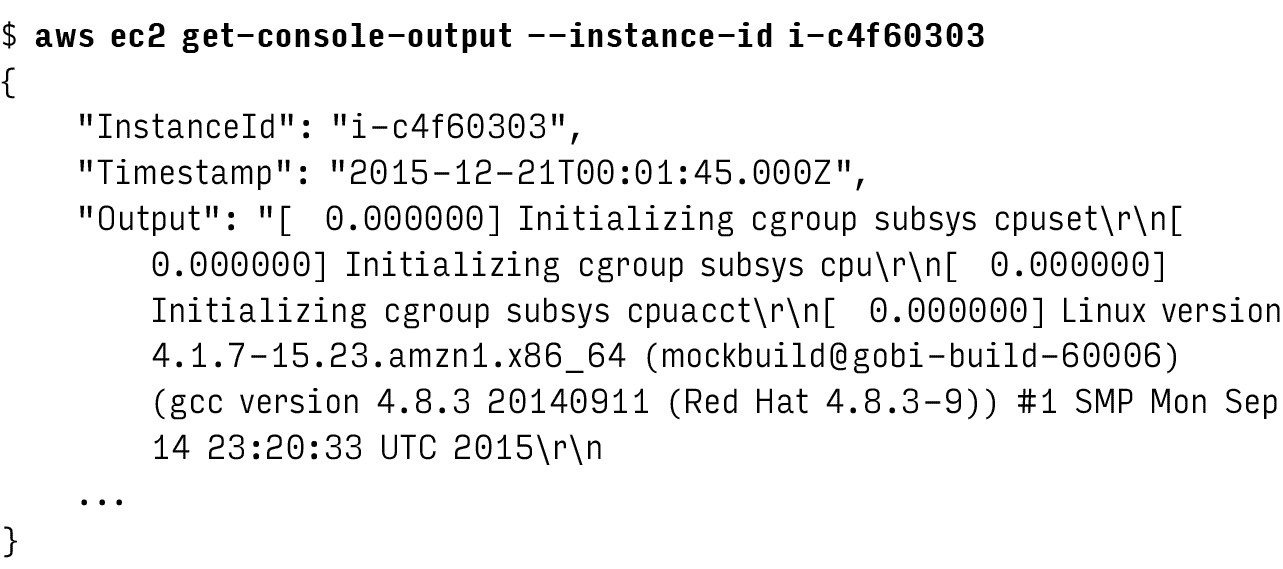 $ aws ec2 get-console-output --instance-id i-c4f60303
{
    "InstanceId": "i-c4f60303",
    "Timestamp": "2015-12-21T00:01:45.000Z",
    "Output": "[  0.000000] Initializing cgroup subsys cpuset\r\n[
        0.000000] Initializing cgroup subsys cpu\r\n[  0.000000]
        Initializing cgroup subsys cpuacct\r\n[  0.000000] Linux version
        4.1.7-15.23.amzn1.x86_64 (mockbuild@gobi-build-60006)
        (gcc version 4.8.3 20140911 (Red Hat 4.8.3-9)) #1 SMP Mon Sep
        14 23:20:33 UTC 2015\r\n
    ...
}